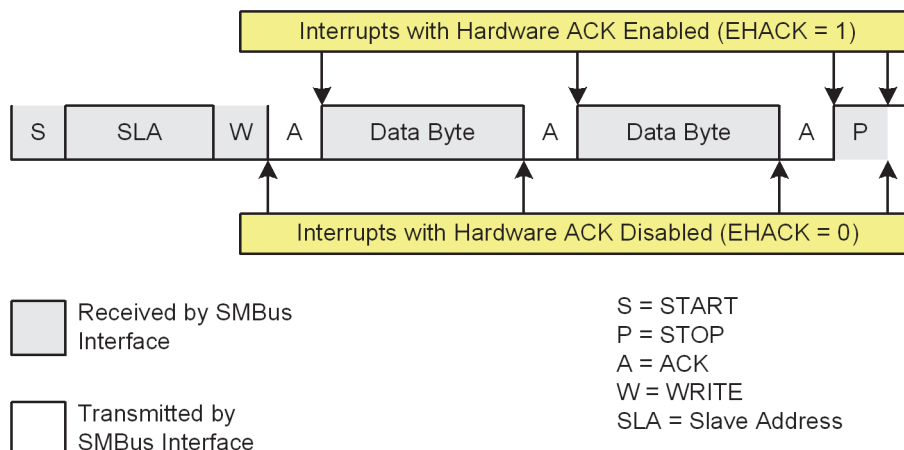 Interrupts with Hardware ACK Enabled (EHACK = 1)
S SLA W A Data Byte A Data Byte A P
Interrupts with Hardware ACK Disabled (EHACK = 0)
Received by SMBus
Interface
Transmitted by
SMBus Interface
S = START
P = STOP
A = ACK
W = WRITE
SLA = Slave Address